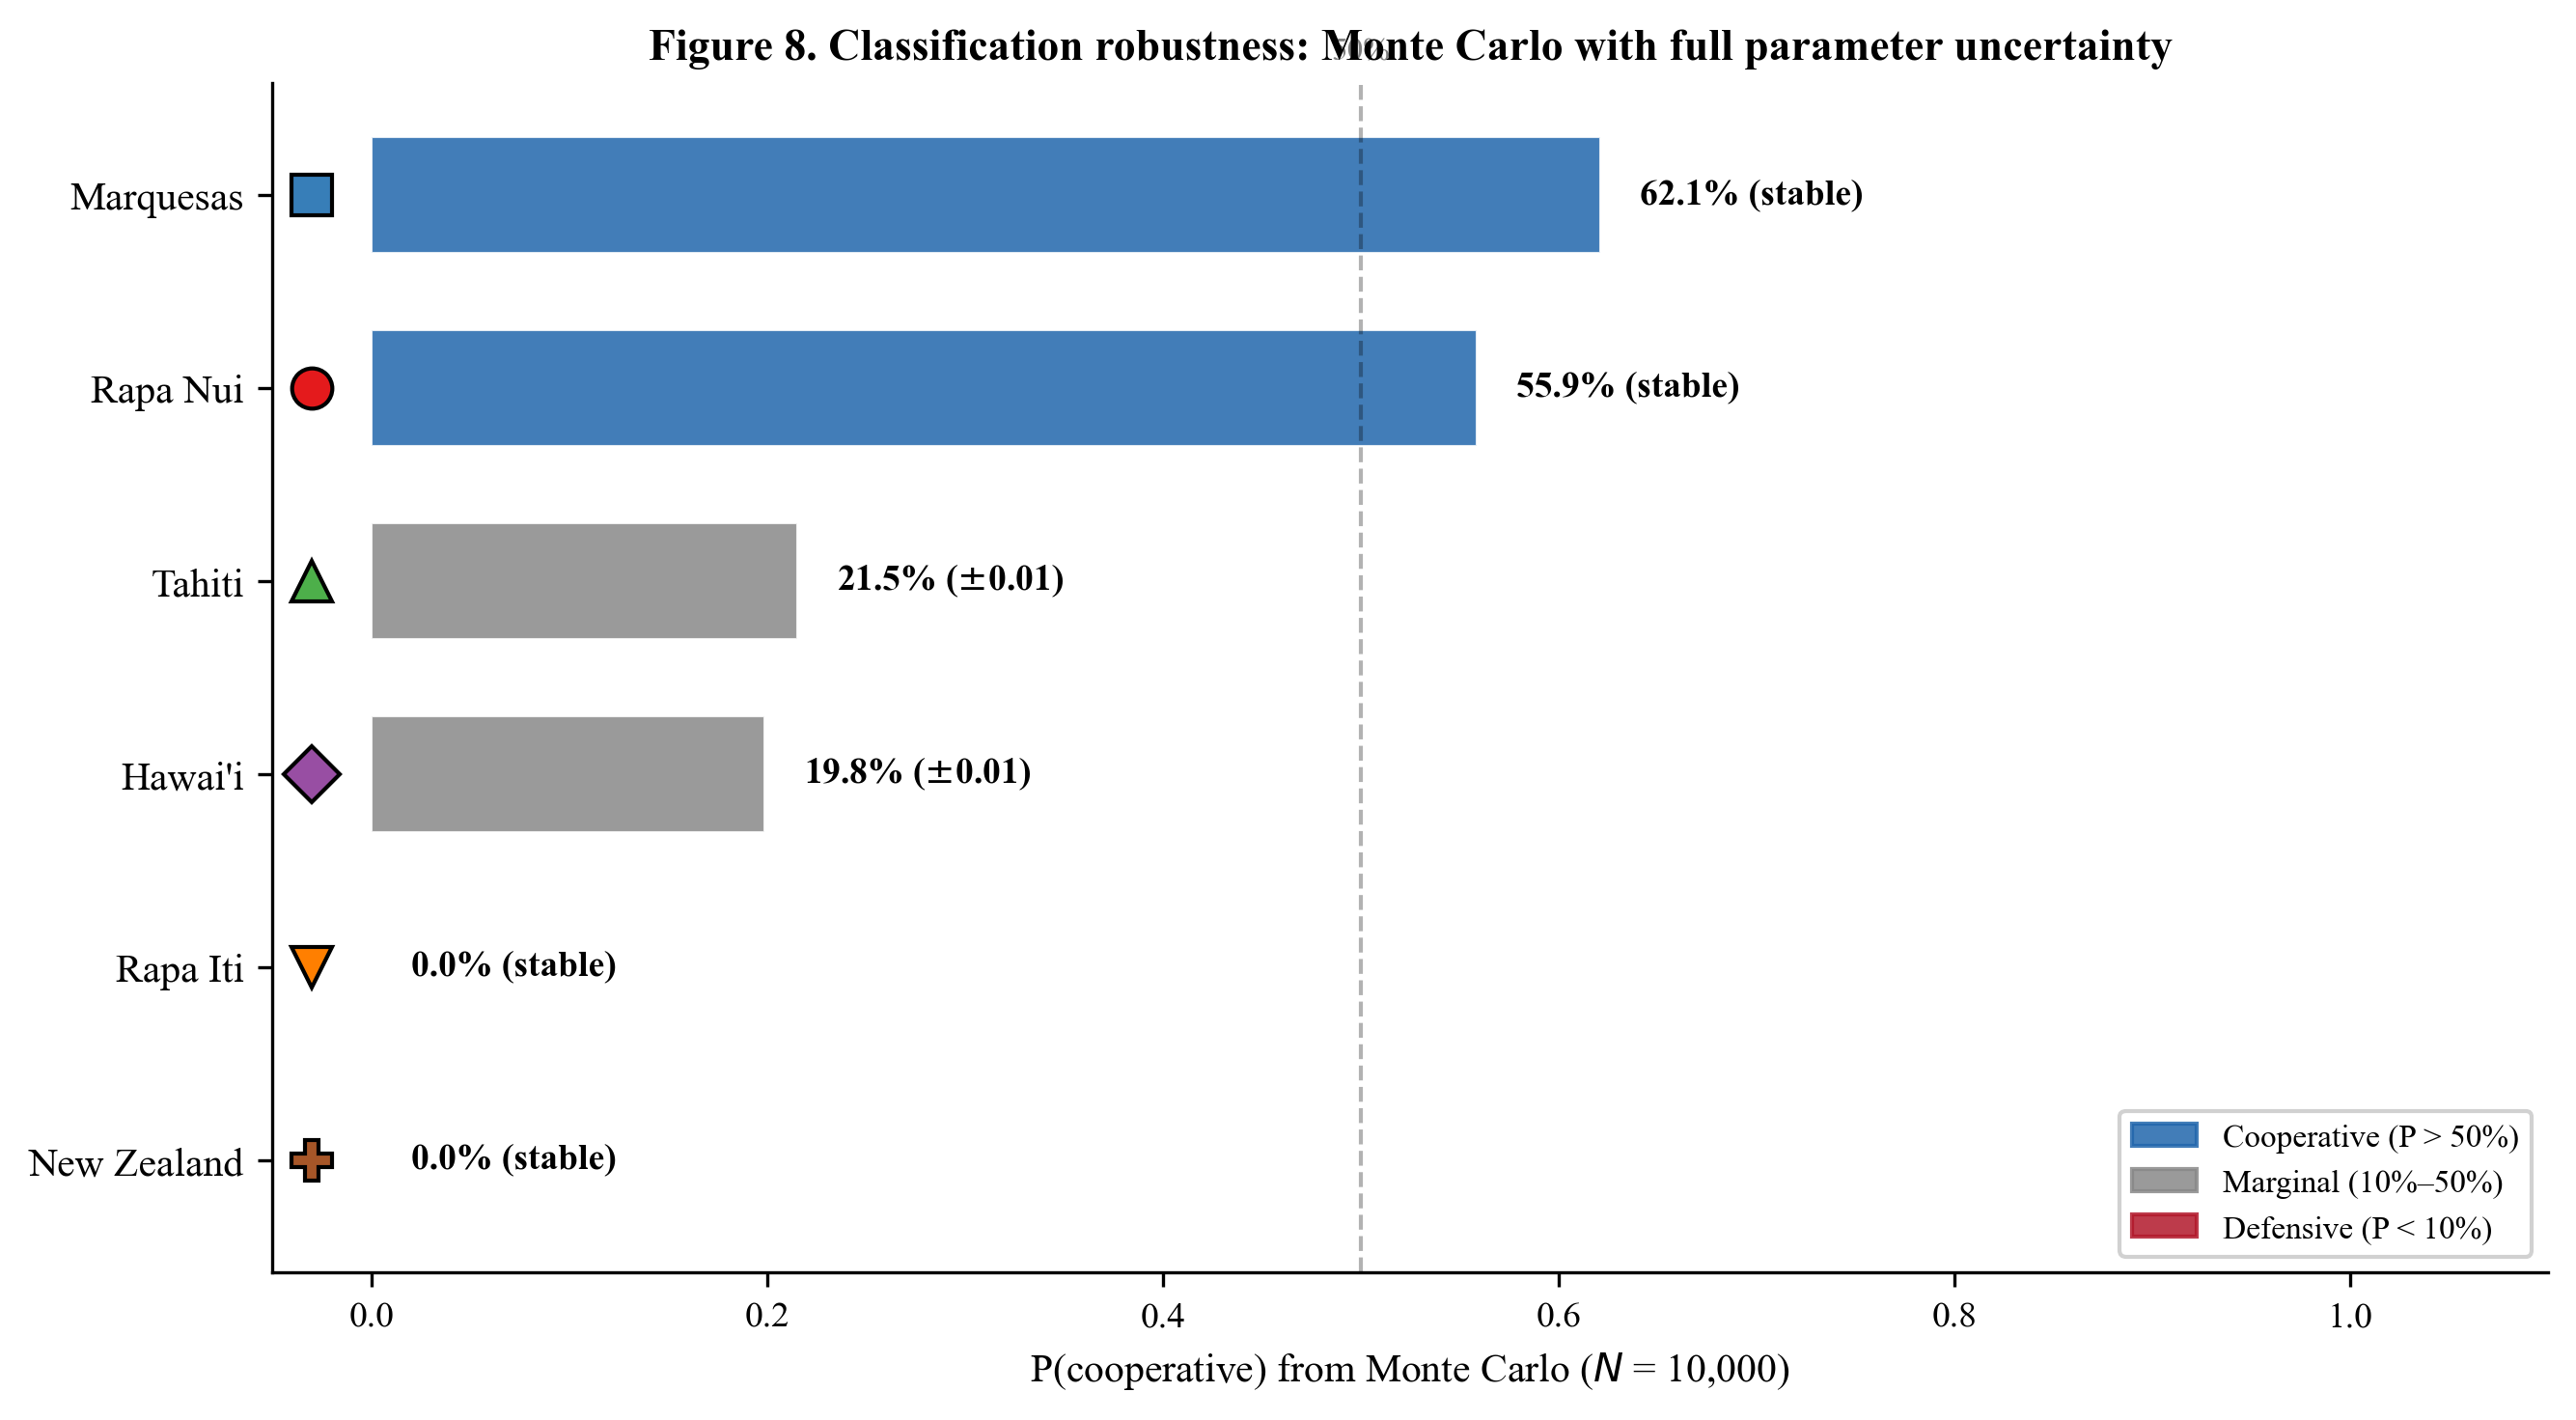 Figure 8. Classification robustness: Monte Carlo with full parameter uncertainty
50%
Marquesas
62.1% (stable)
Rapa Nui
55.9% (stable)
Tahiti
21.5% (±0.01)
Hawai'i
19.8% (±0.01)
Rapa Iti
0.0% (stable)
New Zealand
0.0% (stable)
Cooperative (P > 50%)
Marginal (10%–50%)
Defensive (P < 10%)
0.0 0.2 0.4 0.6 0.8 1.0
P(cooperative) from Monte Carlo (N = 10,000)